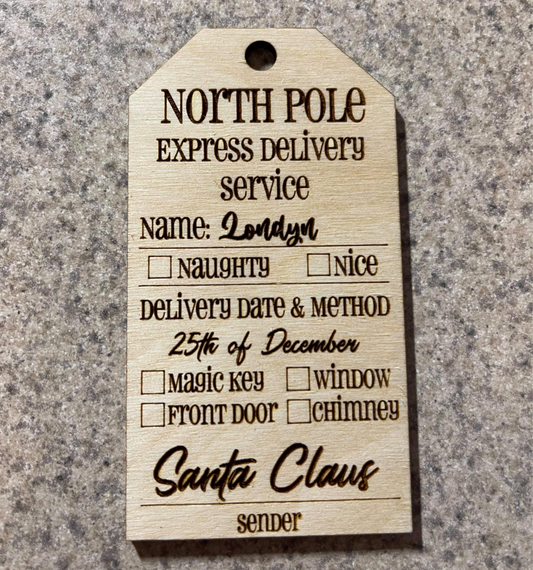 NORTH POLE
EXPRESS DELIVERY
SERVICE
NAME: Londyn
NAUGHTY NICE
DELIVERY DATE & METHOD
25th of December
MAGIC KEY WINDOW
FRONT DOOR CHIMNEY
Santa Claus
SENDER